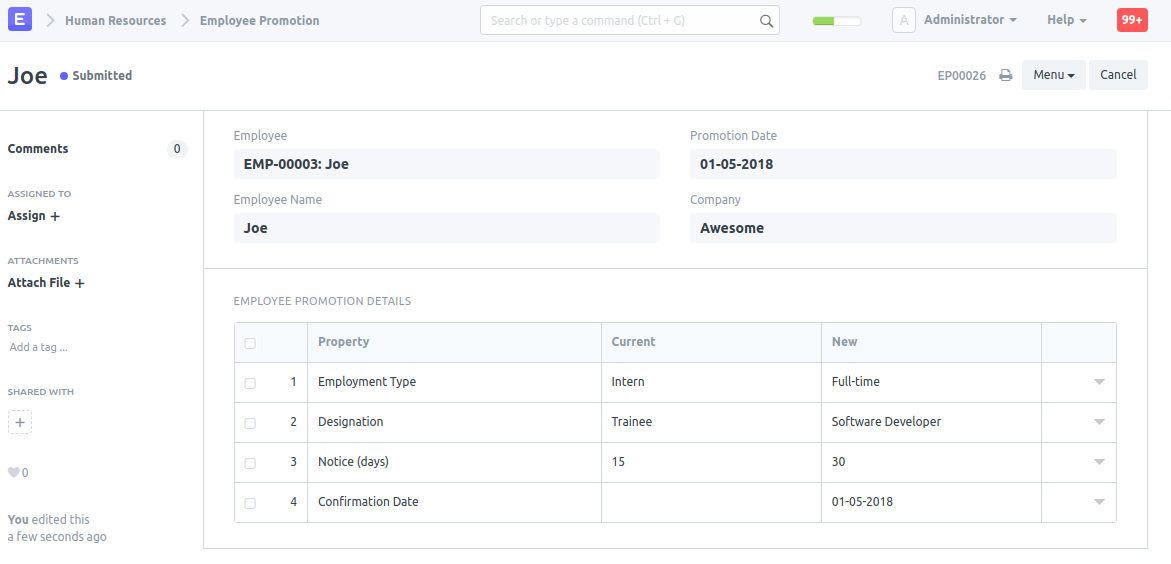 E Human Resources Employee Promotion Search or type a command (Ctrl + G) A Administrator Help 99+
Joe Submitted EP00026 Menu Cancel
Comments 0
ASSIGNED TO
Assign +
ATTACHMENTS
Attach File +
TAGS
Add a tag ...
SHARED WITH
+
0
You edited this
a few seconds ago
Employee
EMP-00003: Joe
Promotion Date
01-05-2018
Employee Name
Joe
Company
Awesome
EMPLOYEE PROMOTION DETAILS
Property Current New
1 Employment Type Intern Full-time
2 Designation Trainee Software Developer
3 Notice (days) 15 30
4 Confirmation Date 01-05-2018